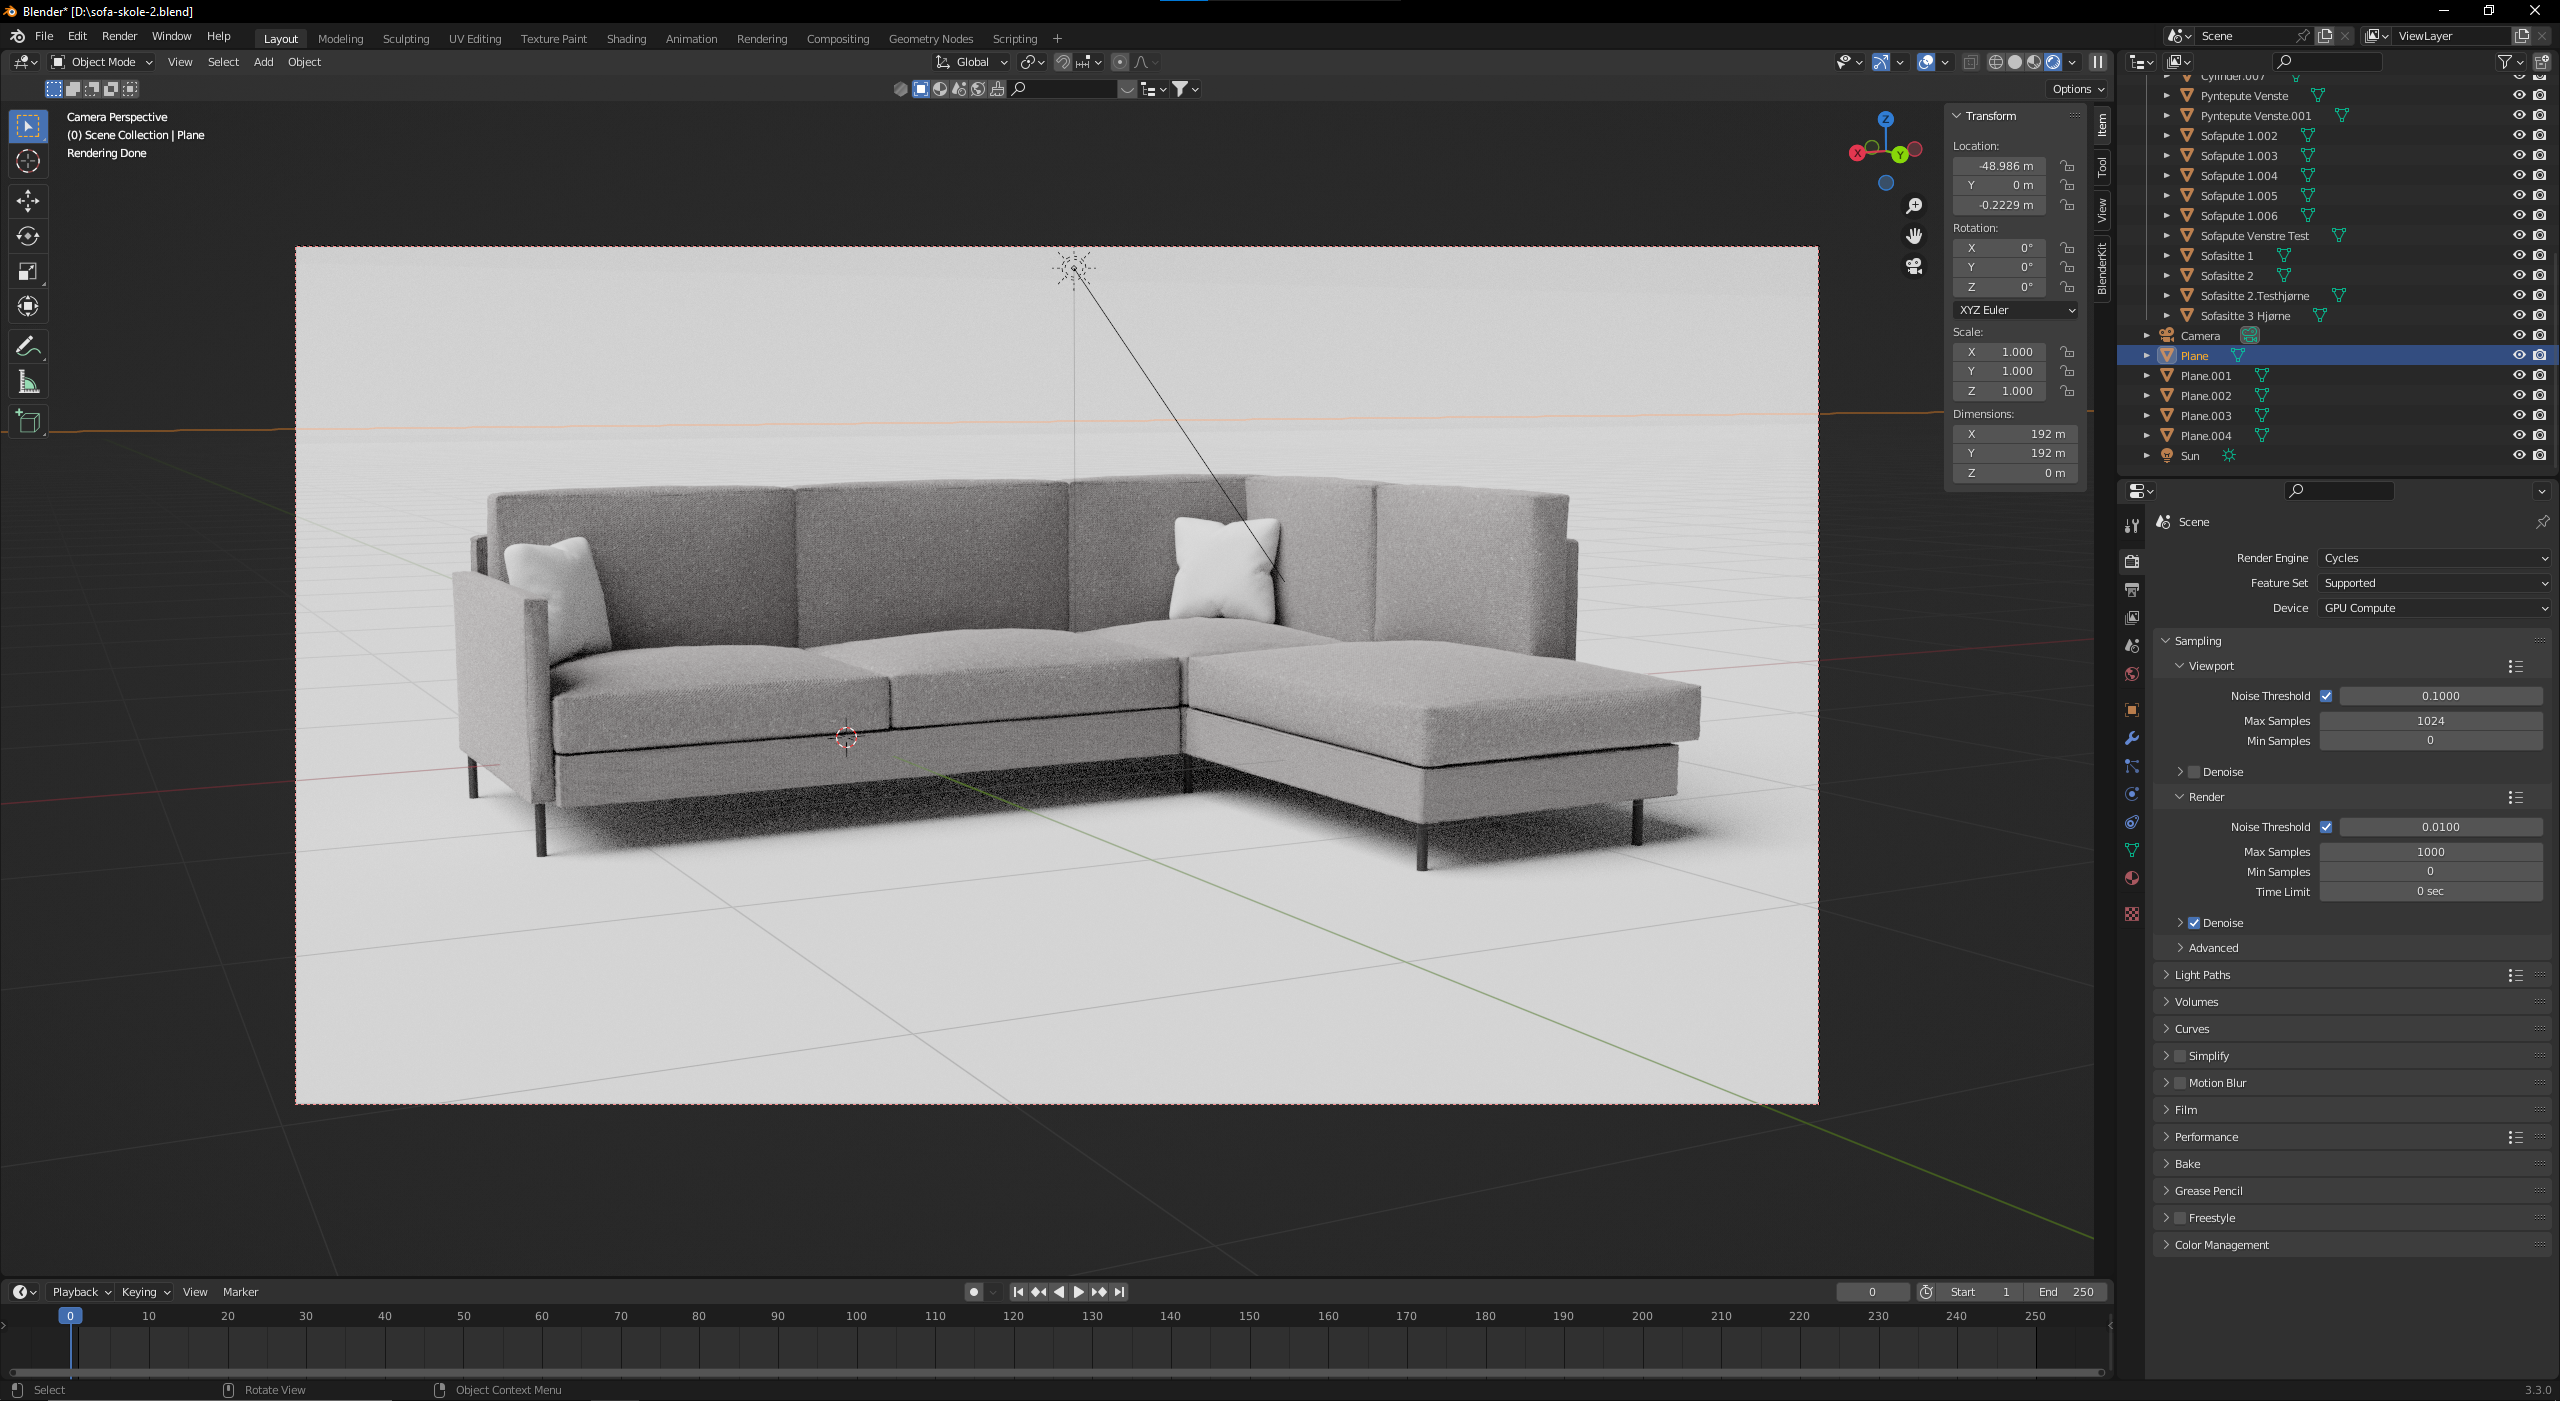 Blender* [D:\sofa-skole-2.blend]
File Edit Render Window Help
Layout Modeling Sculpting UV Editing Texture Paint Shading Animation Rendering Compositing Geometry Nodes Scripting +
Scene
ViewLayer
Object Mode View Select Add Object
Global
Options
Camera Perspective
(0) Scene Collection | Plane
Rendering Done
Z
X
Y
Item
Tool
View
BlenderKit
Transform
Location:
-48.986 m
Y 0 m
-0.2229 m
Rotation:
X 0°
Y 0°
Z 0°
XYZ Euler
Scale:
X 1.000
Y 1.000
Z 1.000
Dimensions:
X 192 m
Y 192 m
Z 0 m
Cylinder.007
Pyntepute Venste
Pyntepute Venste.001
Sofapute 1.002
Sofapute 1.003
Sofapute 1.004
Sofapute 1.005
Sofapute 1.006
Sofapute Venstre Test
Sofasitte 1
Sofasitte 2
Sofasitte 2.Testhjørne
Sofasitte 3 Hjørne
Camera
Plane
Plane.001
Plane.002
Plane.003
Plane.004
Sun
Scene
Render Engine Cycles
Feature Set Supported
Device GPU Compute
Sampling
Viewport
Noise Threshold 0.1000
Max Samples 1024
Min Samples 0
Denoise
Render
Noise Threshold 0.0100
Max Samples 1000
Min Samples 0
Time Limit 0 sec
Denoise
Advanced
Light Paths
Volumes
Curves
Simplify
Motion Blur
Film
Performance
Bake
Grease Pencil
Freestyle
Color Management
Playback Keying View Marker
0 Start 1 End 250
0 10 20 30 40 50 60 70 80 90 100 110 120 130 140 150 160 170 180 190 200 210 220 230 240 250
Select Rotate View Object Context Menu
3.3.0